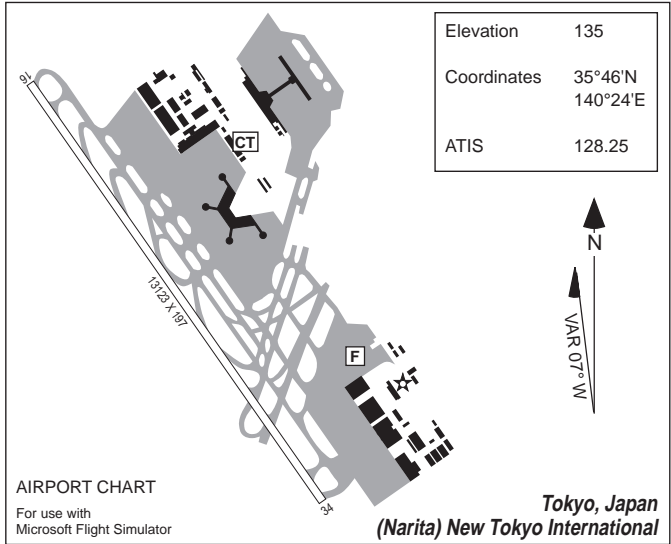 Elevation 135
Coordinates 35°46'N
140°24'E
ATIS 128.25
16
CT
N
VAR 07° W
13123 X 197
F
34
AIRPORT CHART
For use with
Microsoft Flight Simulator
Tokyo, Japan
(Narita) New Tokyo International